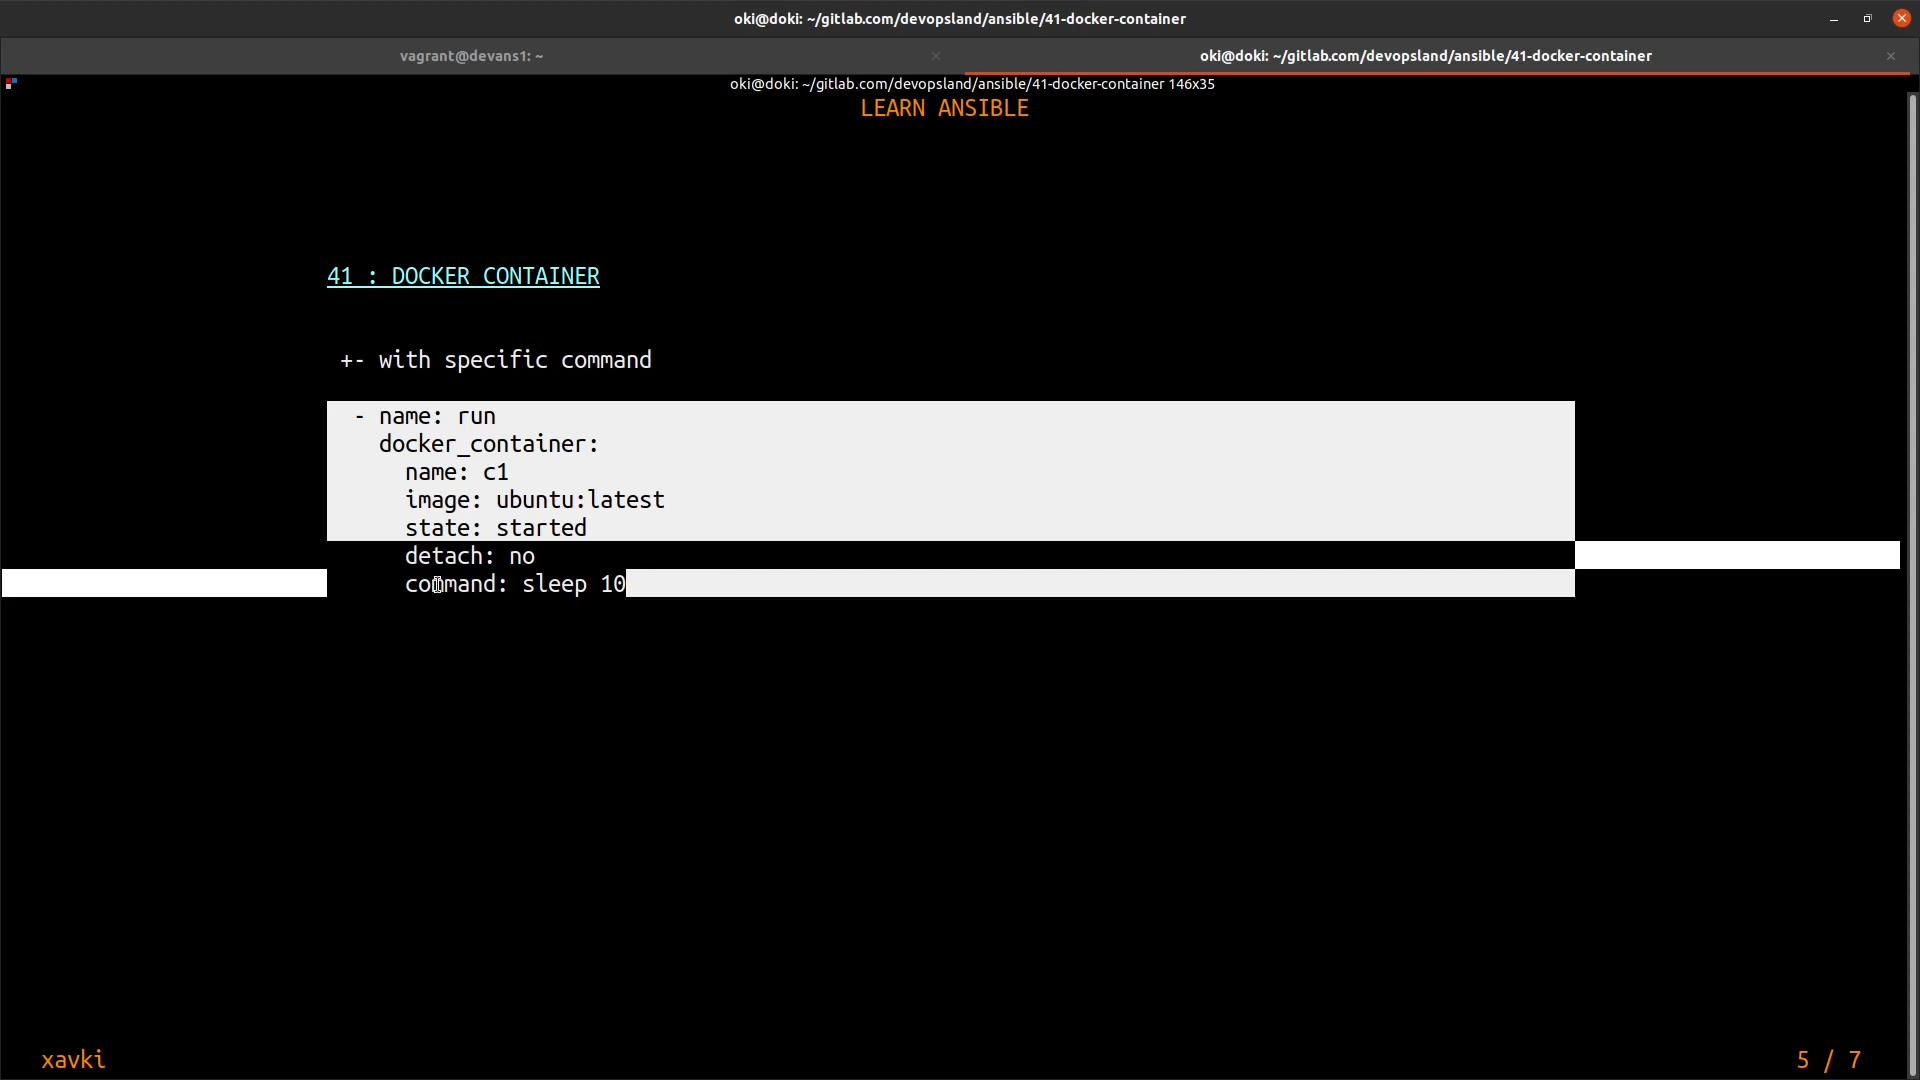 oki@doki: ~/gitlab.com/devopsland/ansible/41-docker-container
vagrant@devans1: ~
oki@doki: ~/gitlab.com/devopsland/ansible/41-docker-container
oki@doki: ~/gitlab.com/devopsland/ansible/41-docker-container 146x35
LEARN ANSIBLE
41 : DOCKER CONTAINER
+- with specific command
- name: run
docker_container:
name: c1
image: ubuntu:latest
state: started
detach: no
command: sleep 10
xavki
5 / 7